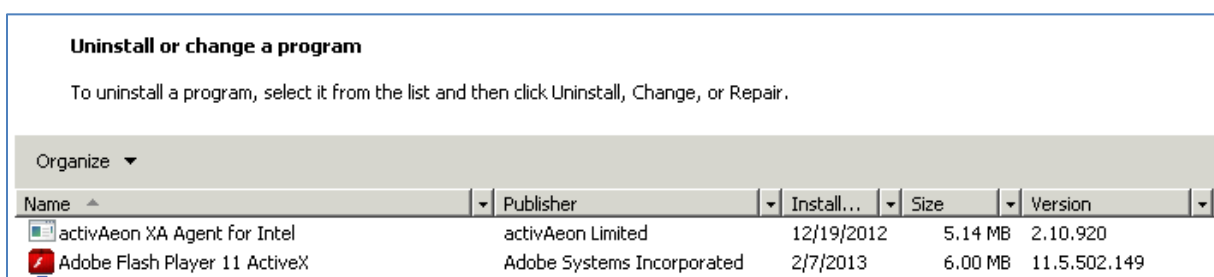 Uninstall or change a program
To uninstall a program, select it from the list and then click Uninstall, Change, or Repair.
Organize
Name Publisher Install... Size Version
activAeon XA Agent for Intel activAeon Limited 12/19/2012 5.14 MB 2.10.920
Adobe Flash Player 11 ActiveX Adobe Systems Incorporated 2/7/2013 6.00 MB 11.5.502.149